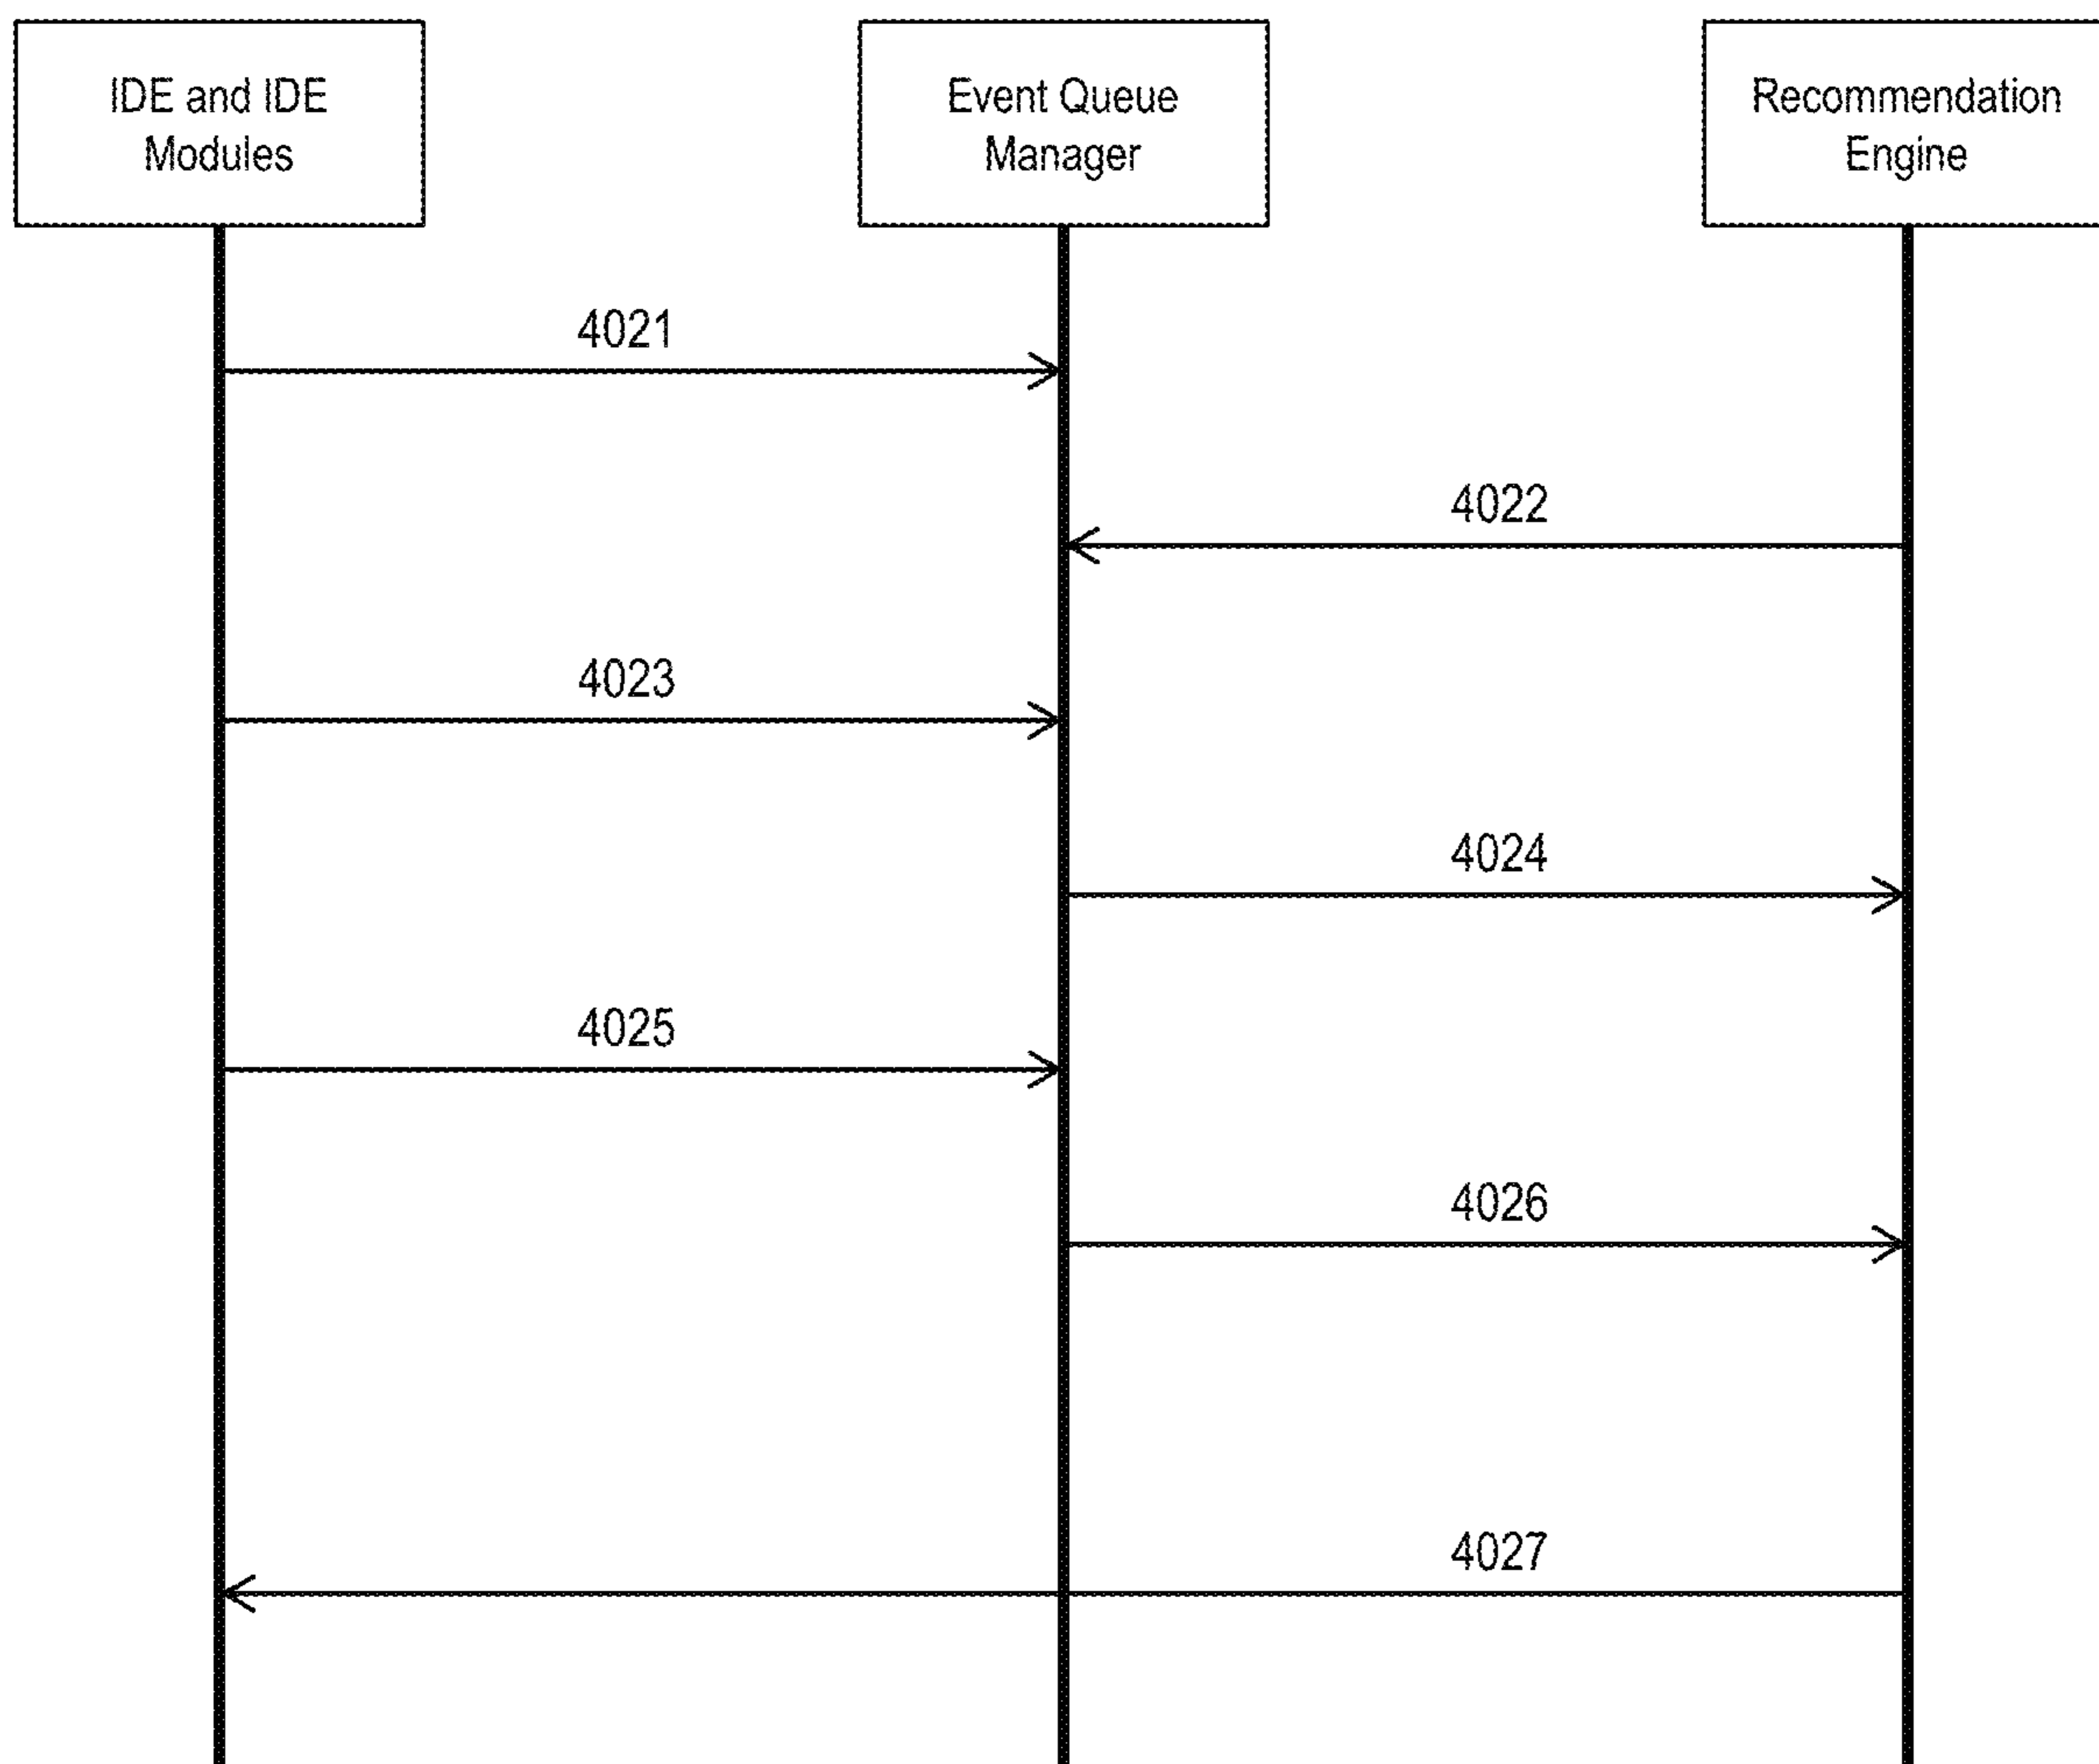 IDE and IDE
Modules
Event Queue
Manager
Recommendation
Engine
4021
4022
4023
4024
4025
4026
4027